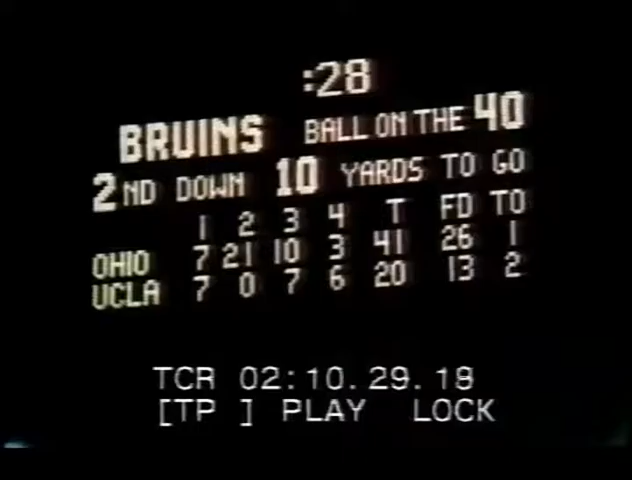 :28
BRUINS BALL ON THE 40
2ND DOWN 10 YARDS TO GO
1 2 3 4 T FD TO
OHIO 7 21 10 3 41 26 1
UCLA 7 0 7 6 20 13 2
TCR 02:10.29.18
[TP ] PLAY LOCK